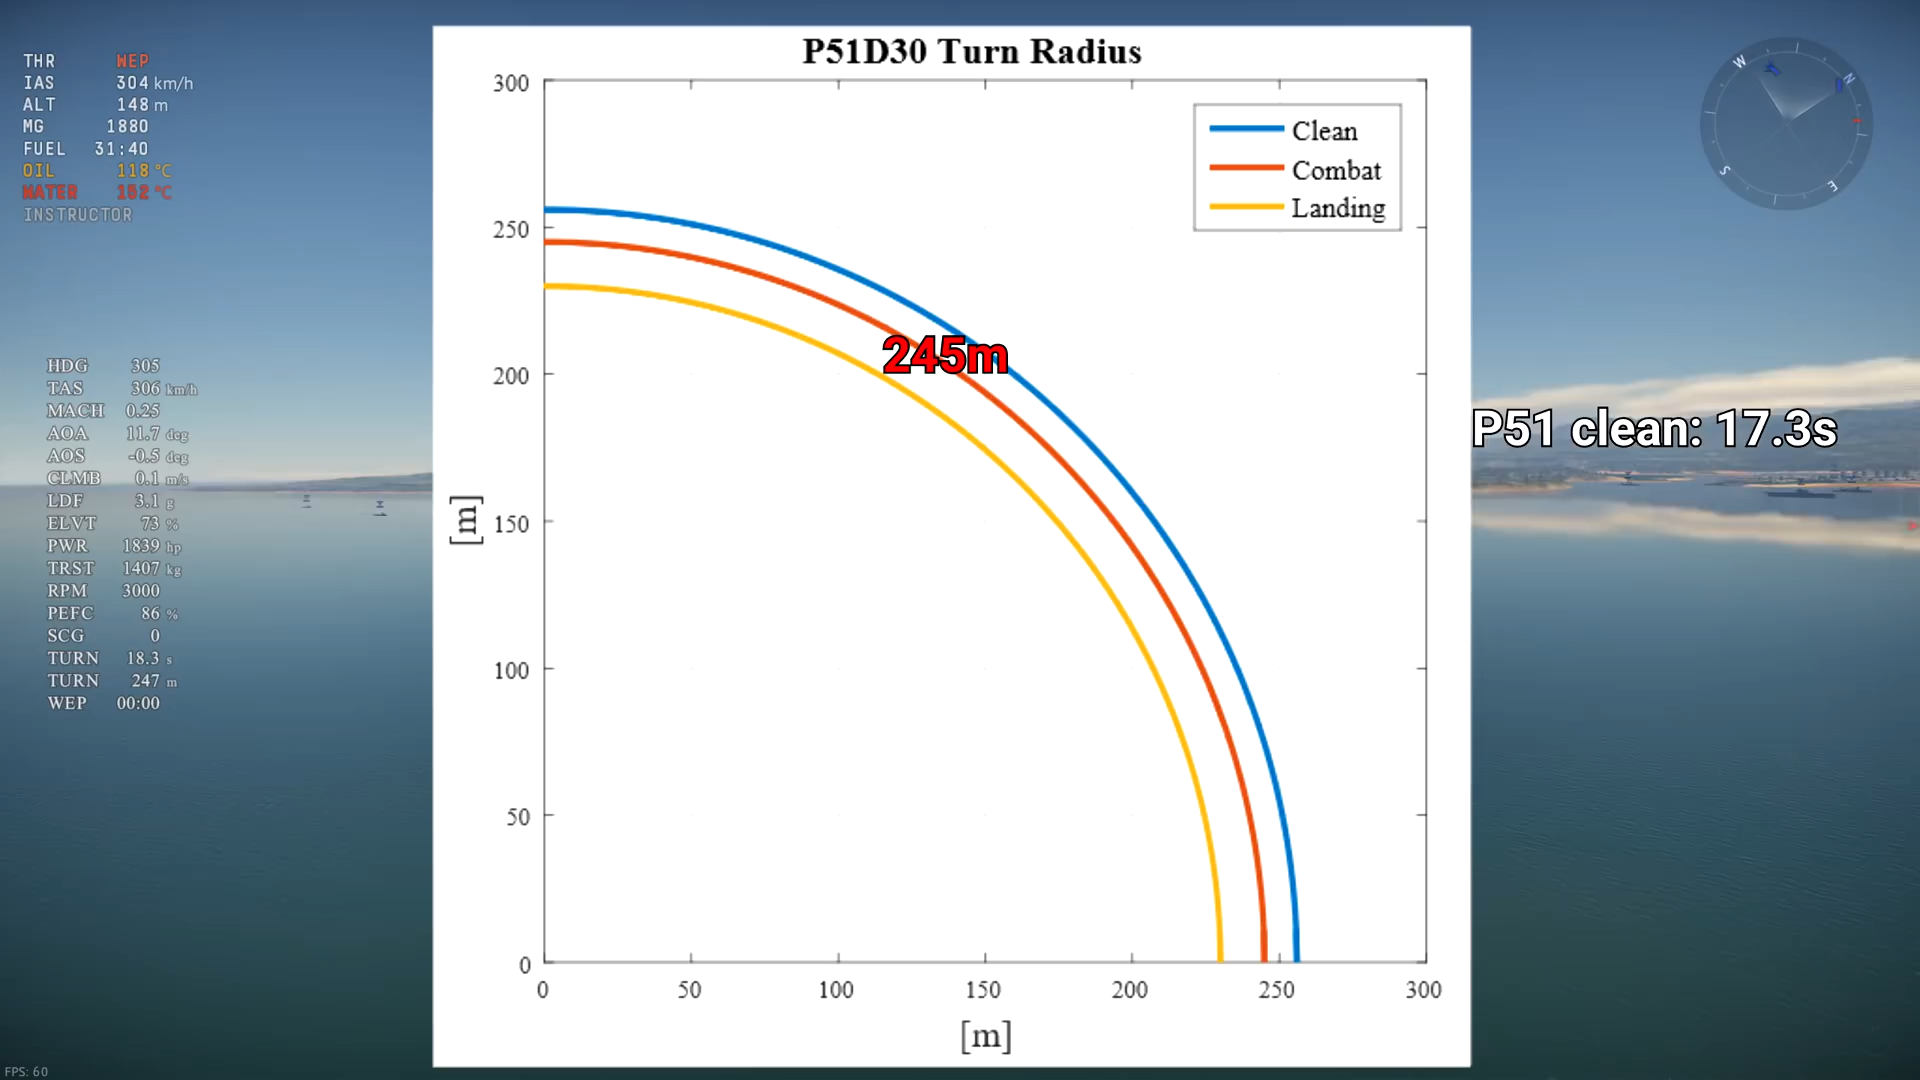 THR WEP
IAS 304 km/h
ALT 148 m
MG 1880
FUEL 31:40
OIL 118 °C
WATER 152 °C
INSTRUCTOR
HDG 305
TAS 306 km/h
MACH 0.25
AOA 11.7 deg
AOS -0.5 deg
CLMB 0.1 m/s
LDF 3.1 g
ELVT 73 %
PWR 1839 hp
TRST 1407 kg
RPM 3000
PEFC 86 %
SCG 0
TURN 18.3 s
TURN 247 m
WEP 00:00
FPS: 60
P51D30 Turn Radius
300
250
200
150
100
50
0
[m]
Clean
Combat
Landing
245m
0 50 100 150 200 250 300
[m]
P51 clean: 17.3s
W
N
S
E